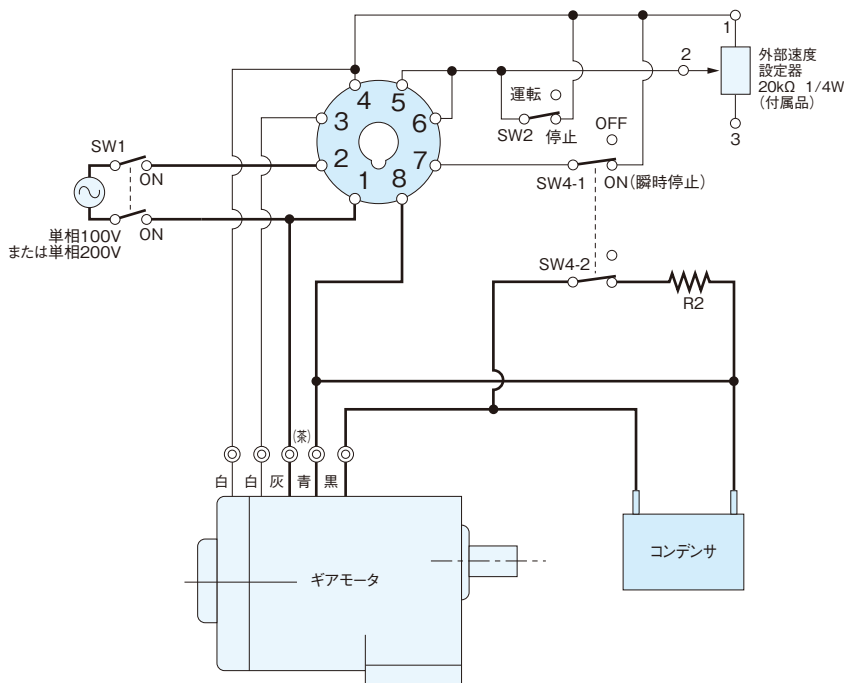 1
2
外部速度
設定器
20kΩ 1/4W
(付属品)
3
4
5
3
6
2
7
1
8
運転
SW2
停止
OFF
SW4-1
ON(瞬時停止)
SW1
ON
ON
単相100V
または単相200V
SW4-2
R2
(茶)
白
白
灰
青
黒
ギアモータ
コンデンサ